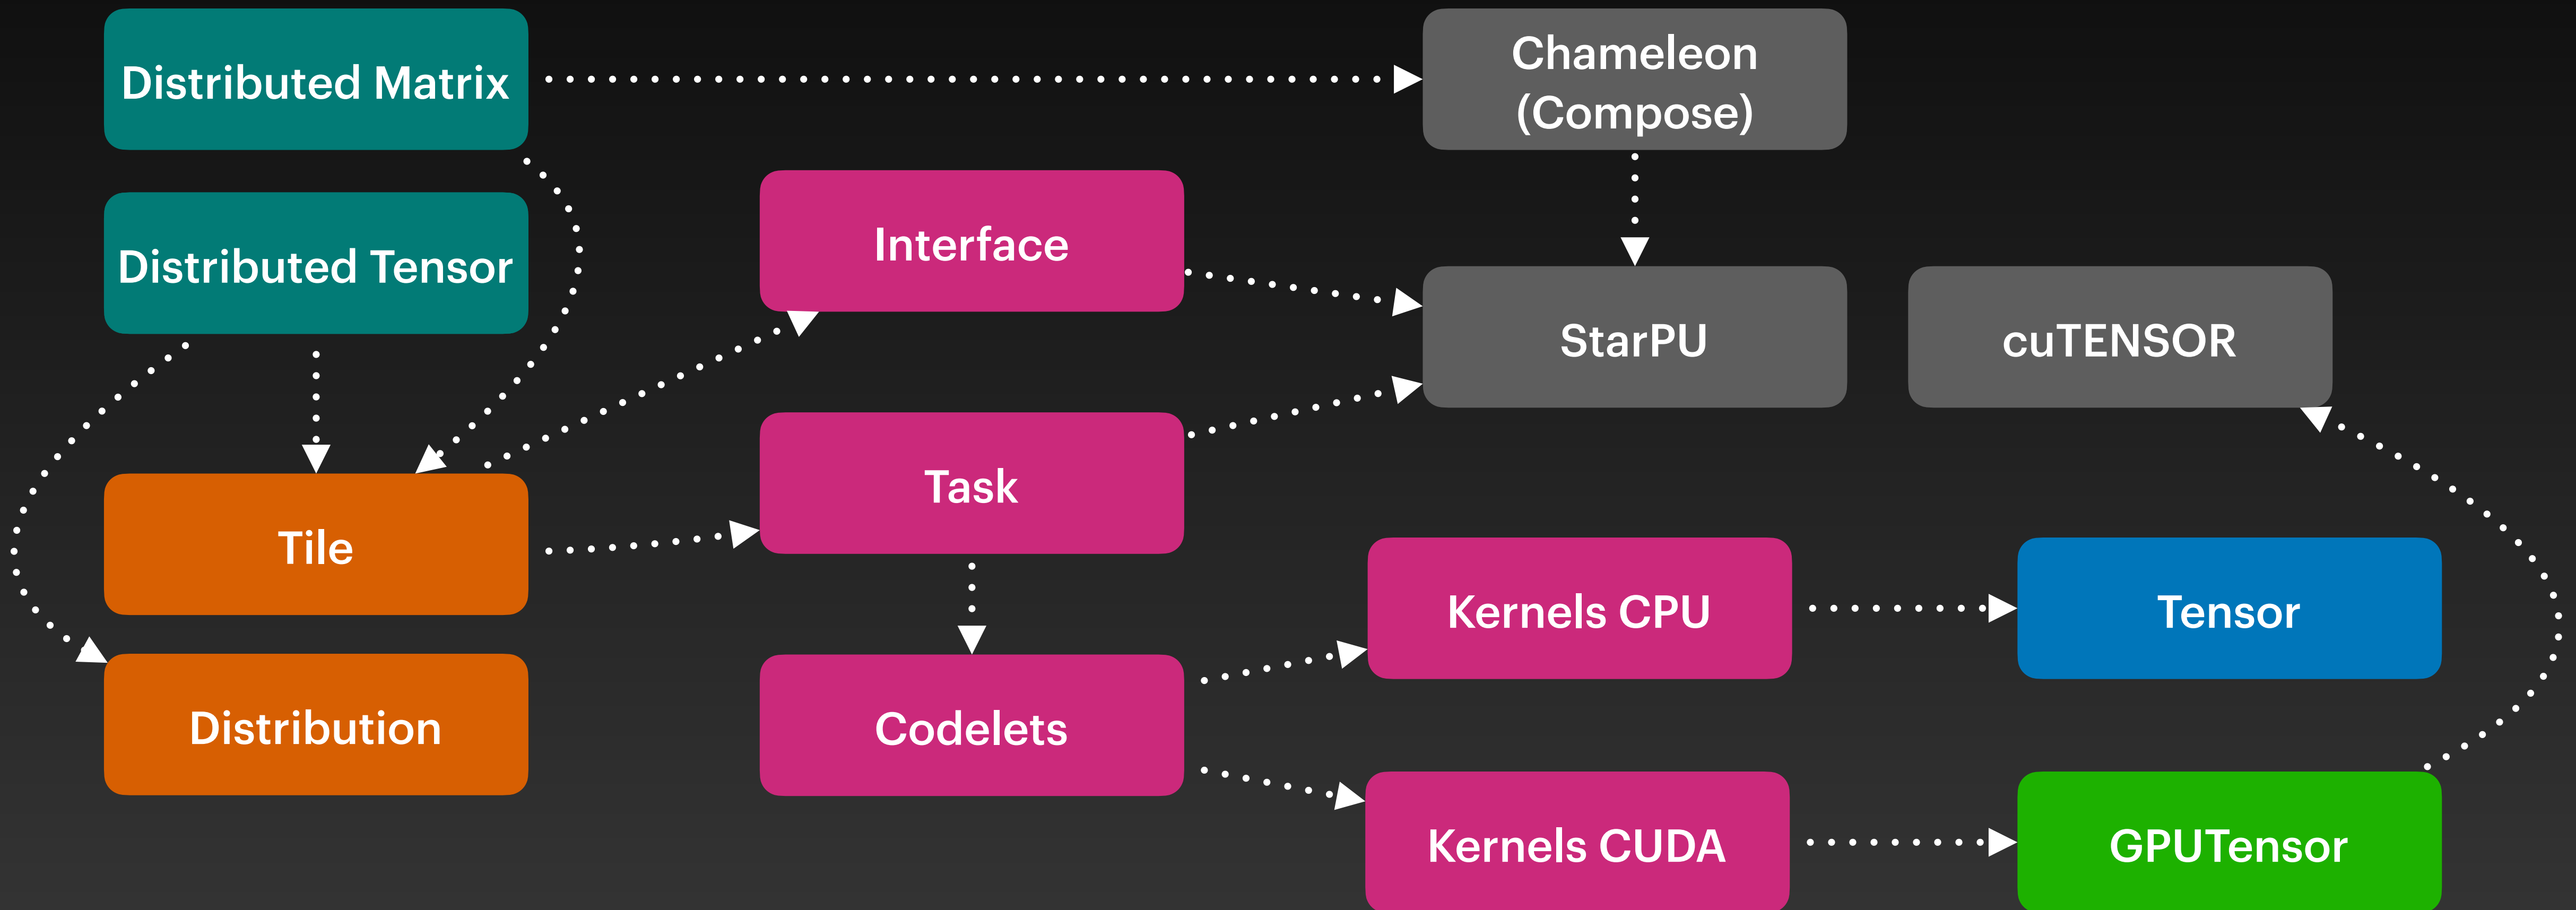 Distributed Matrix
Chameleon
(Compose)
Distributed Tensor
Interface
StarPU
cuTENSOR
Task
Tile
Kernels CPU
Tensor
Distribution
Codelets
Kernels CUDA
GPUTensor